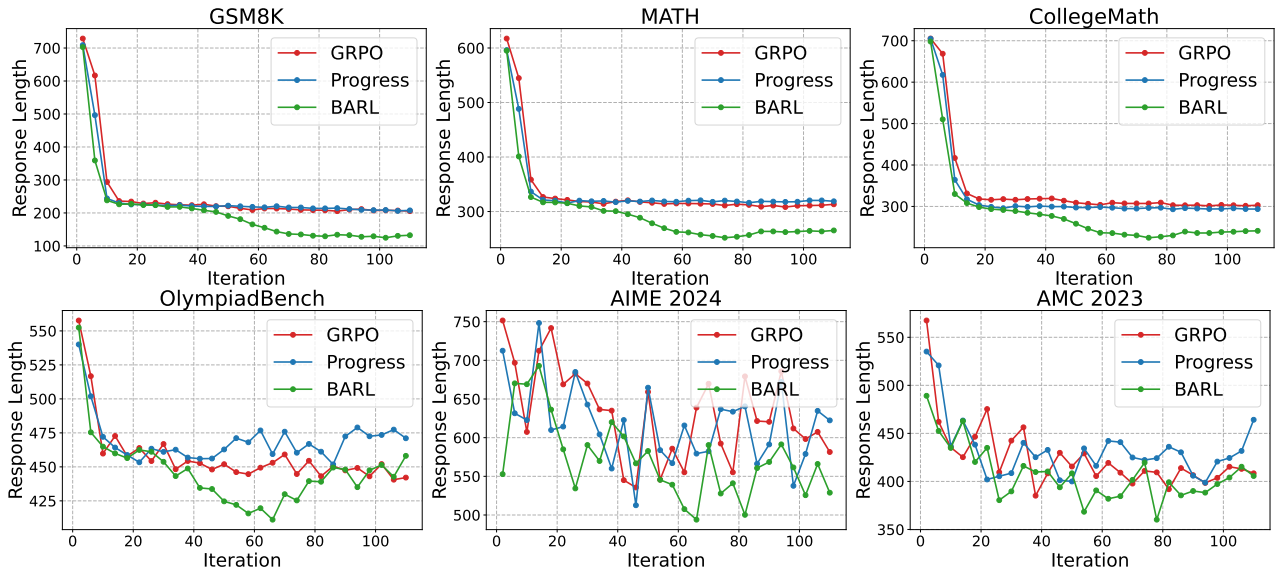 GSM8K
700
600
500
400
300
200
100
0 20 40 60 80 100
Response Length
Iteration
GRPO
Progress
BARL
MATH
600
500
400
300
0 20 40 60 80 100
Response Length
Iteration
GRPO
Progress
BARL
CollegeMath
700
600
500
400
300
0 20 40 60 80 100
Response Length
Iteration
GRPO
Progress
BARL
OlympiadBench
550
525
500
475
450
425
0 20 40 60 80 100
Response Length
Iteration
GRPO
Progress
BARL
AIME 2024
750
700
650
600
550
500
0 20 40 60 80 100
Response Length
Iteration
GRPO
Progress
BARL
AMC 2023
550
500
450
400
350
0 20 40 60 80 100
Response Length
Iteration
GRPO
Progress
BARL